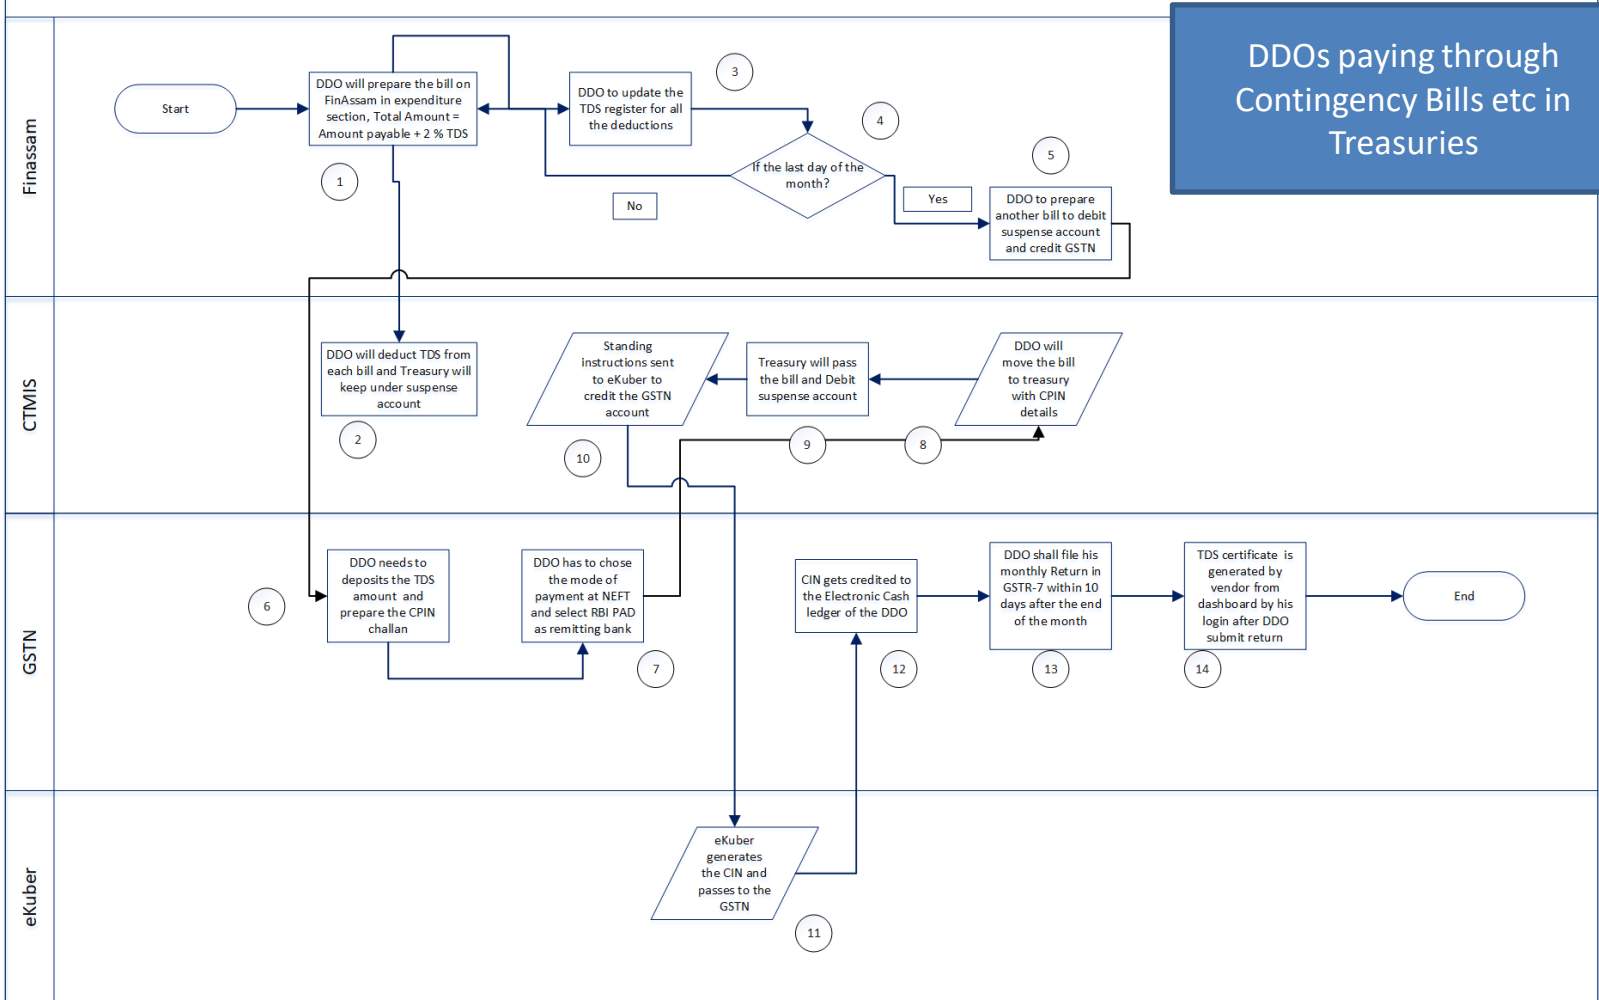 DDOs paying through
Contingency Bills etc in
Treasuries
Finassam
Start
DDO will prepare the bill on
FinAssam in expenditure
section, Total Amount =
Amount payable + 2 % TDS
1
DDO to update the
TDS register for all
the deductions
3
4
If the last day of the
month?
No
Yes
5
DDO to prepare
another bill to debit
suspense account
and credit GSTN
CTMIS
DDO will deduct TDS from
each bill and Treasury will
keep under suspense
account
2
Standing
instructions sent
to eKuber to
credit the GSTN
account
10
Treasury will pass
the bill and Debit
suspense account
9
DDO will
move the bill
to treasury
with CPIN
details
8
GSTN
6
DDO needs to
deposits the TDS
amount and
prepare the CPIN
challan
DDO has to chose
the mode of
payment at NEFT
and select RBI PAD
as remitting bank
7
CIN gets credited to
the Electronic Cash
ledger of the DDO
12
DDO shall file his
monthly Return in
GSTR-7 within 10
days after the end
of the month
13
TDS certificate is
generated by
vendor from
dashboard by his
login after DDO
submit return
14
End
eKuber
eKuber
generates
the CIN and
passes to the
GSTN
11